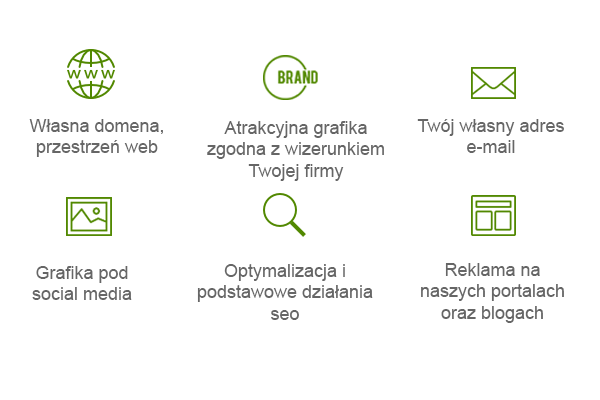 WWW
BRAND
Własna domena,
przestrzeń web
Atrakcyjna grafika
zgodna z wizerunkiem
Twojej firmy
Twój własny adres
e-mail
Grafika pod
social media
Optymalizacja i
podstawowe działania
seo
Reklama na
naszych portalach
oraz blogach